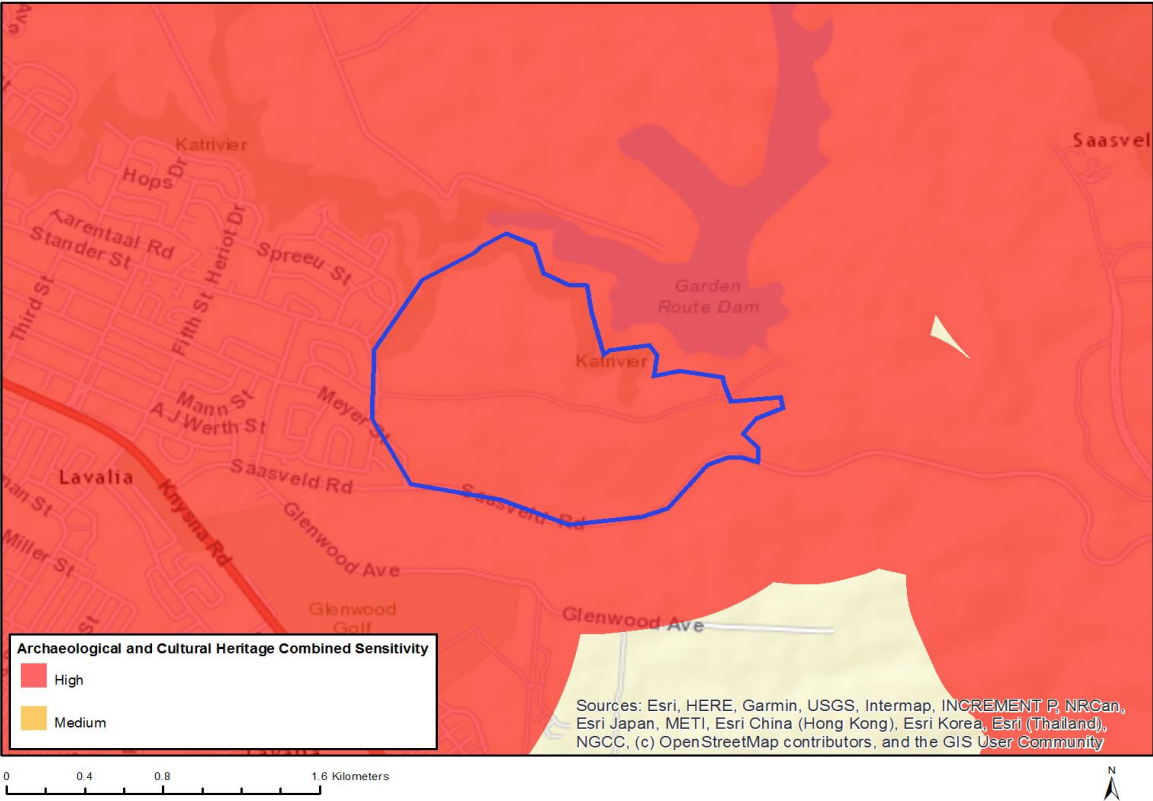 Katrivier
Hops Dr
Saasvel
Karentaal Rd
Stander St
Heriot Dr
Spreeu St
Third St
Fifth St
Garden
Route Dam
Katrivier
Mann St
A J Werth St
Meyer St
Lavalia
Saasveld Rd
Saasveld Rd
Knysna Rd
Glenwood Ave
Miller St
Glenwood
Golf
Glenwood Ave
St
Archaeological and Cultural Heritage Combined Sensitivity
High
Medium
Sources: Esri, HERE, Garmin, USGS, Intermap, INCREMENT P, NRCan,
Esri Japan, METI, Esri China (Hong Kong), Esri Korea, Esri (Thailand),
NGCC, (c) OpenStreetMap contributors, and the GIS User Community
0 0.4 0.8 1.6 Kilometers
N